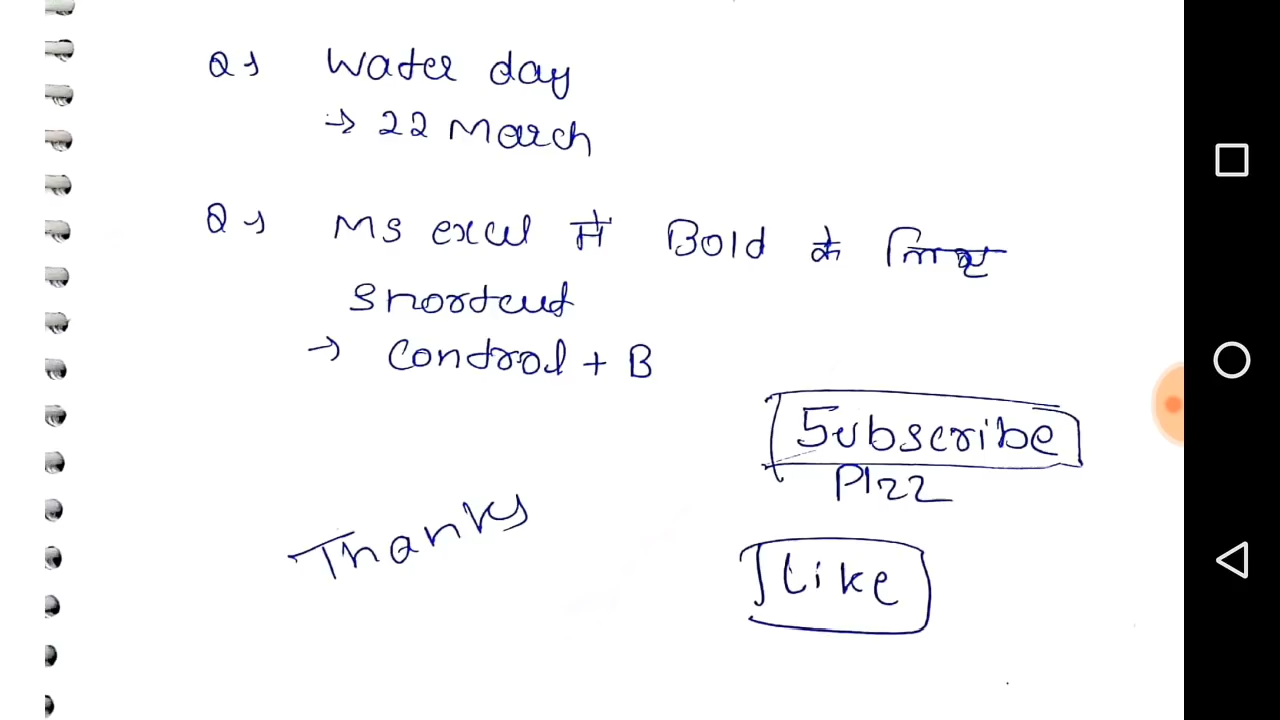 Q→ Water day
→ 22 March
Q→ MS excel में Bold के लिए
shortcut
→ Control + B
Subscribe
Plzz
Thanks
Like